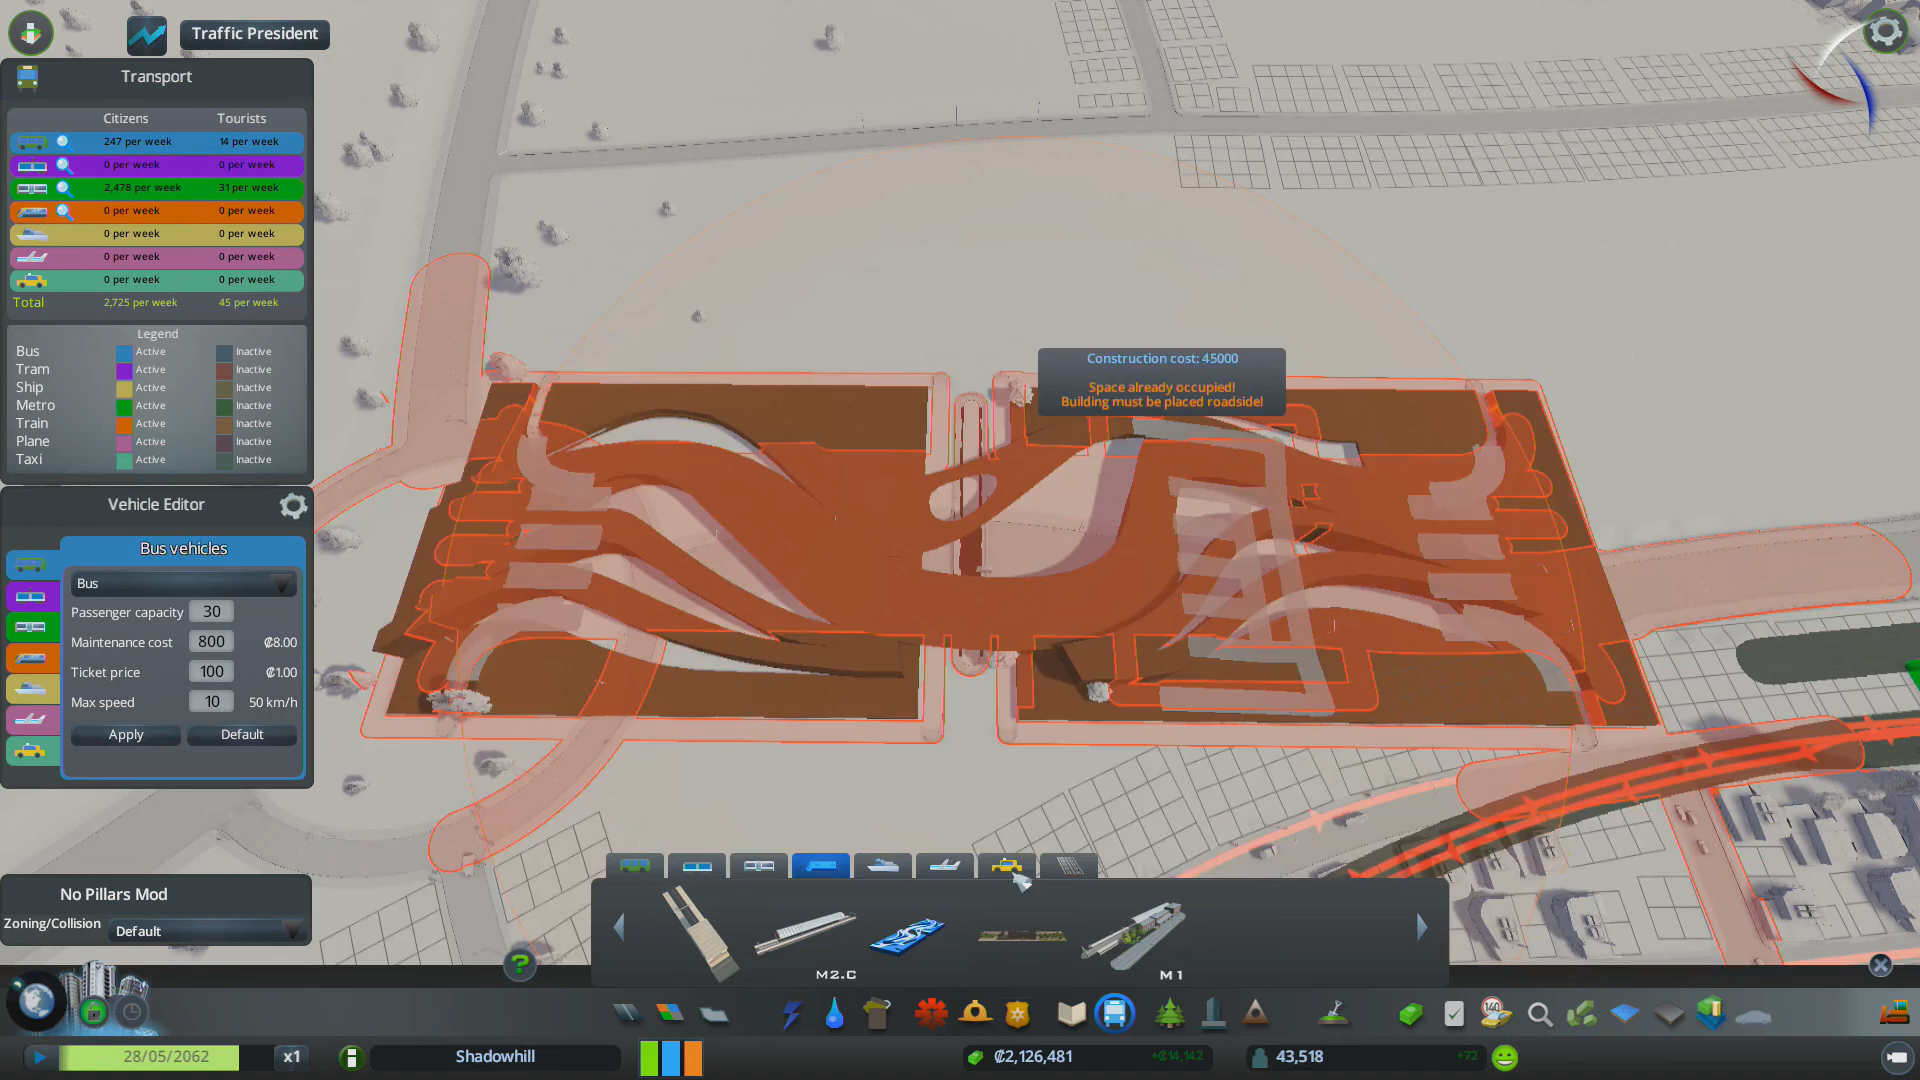 Traffic President
Transport
Citizens Tourists
247 per week 14 per week
0 per week 0 per week
2,478 per week 31 per week
0 per week 0 per week
0 per week 0 per week
0 per week 0 per week
0 per week 0 per week
Total 2,725 per week 45 per week
Legend
Bus Active Inactive
Tram Active Inactive
Ship Active Inactive
Metro Active Inactive
Train Active Inactive
Plane Active Inactive
Taxi Active Inactive
Vehicle Editor
Bus vehicles
Bus
Passenger capacity 30
Maintenance cost 800 ₡8.00
Ticket price 100 ₡1.00
Max speed 10 50 km/h
Apply Default
Construction cost: 45000
Space already occupied!
Building must be placed roadside!
No Pillars Mod
Zoning/Collision Default
M2.C M1
?
140
28/05/2062 x1 Shadowhill ₡2,126,481 +₡14,142 43,518 +72